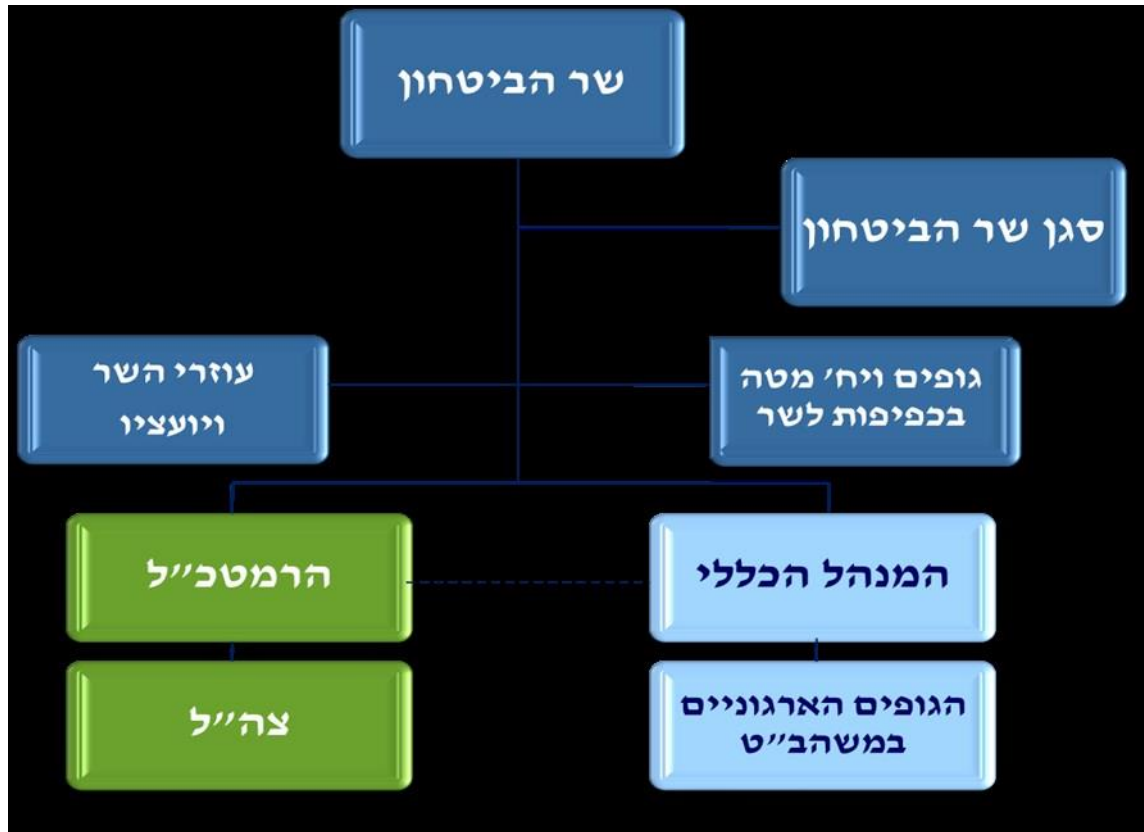 שר הביטחון
סגן שר הביטחון
גופים ויח׳ מטה
בכפיפות לשר
עוזרי השר
ויועציו
המנהל הכללי
הרמטכ״ל
הגופים הארגוניים
במשהב״ט
צה״ל